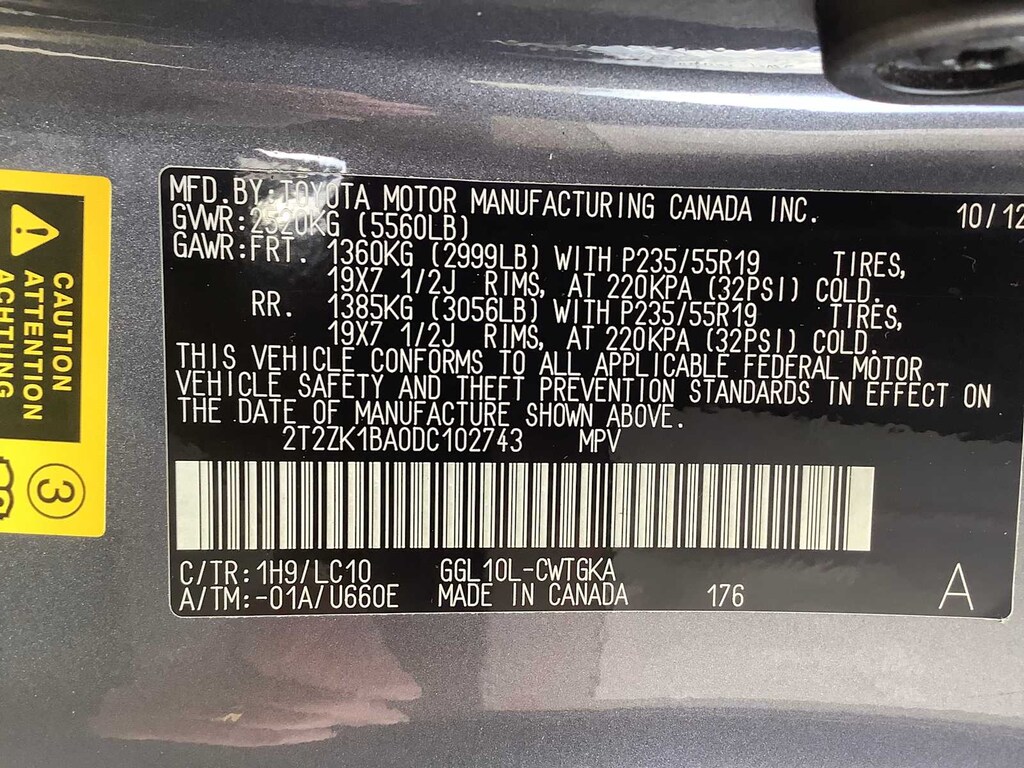 MFD. BY: TOYOTA MOTOR MANUFACTURING CANADA INC. 10/12
GVWR: 2520KG (5560LB)
GAWR: FRT. 1360KG (2999LB) WITH P235/55R19 TIRES,
19X7 1/2J RIMS, AT 220KPA (32PSI) COLD.
RR. 1385KG (3056LB) WITH P235/55R19 TIRES,
19X7 1/2J RIMS, AT 220KPA (32PSI) COLD.
THIS VEHICLE CONFORMS TO ALL APPLICABLE FEDERAL MOTOR
VEHICLE SAFETY AND THEFT PREVENTION STANDARDS IN EFFECT ON
THE DATE OF MANUFACTURE SHOWN ABOVE.
2T2ZK1BA0DC102743 MPV
C/TR: 1H9/LC10 GGL10L-CWTGKA
A/TM:-01A/U660E MADE IN CANADA 176 A
CAUTION
ATTENTION
ACHTUNG
3